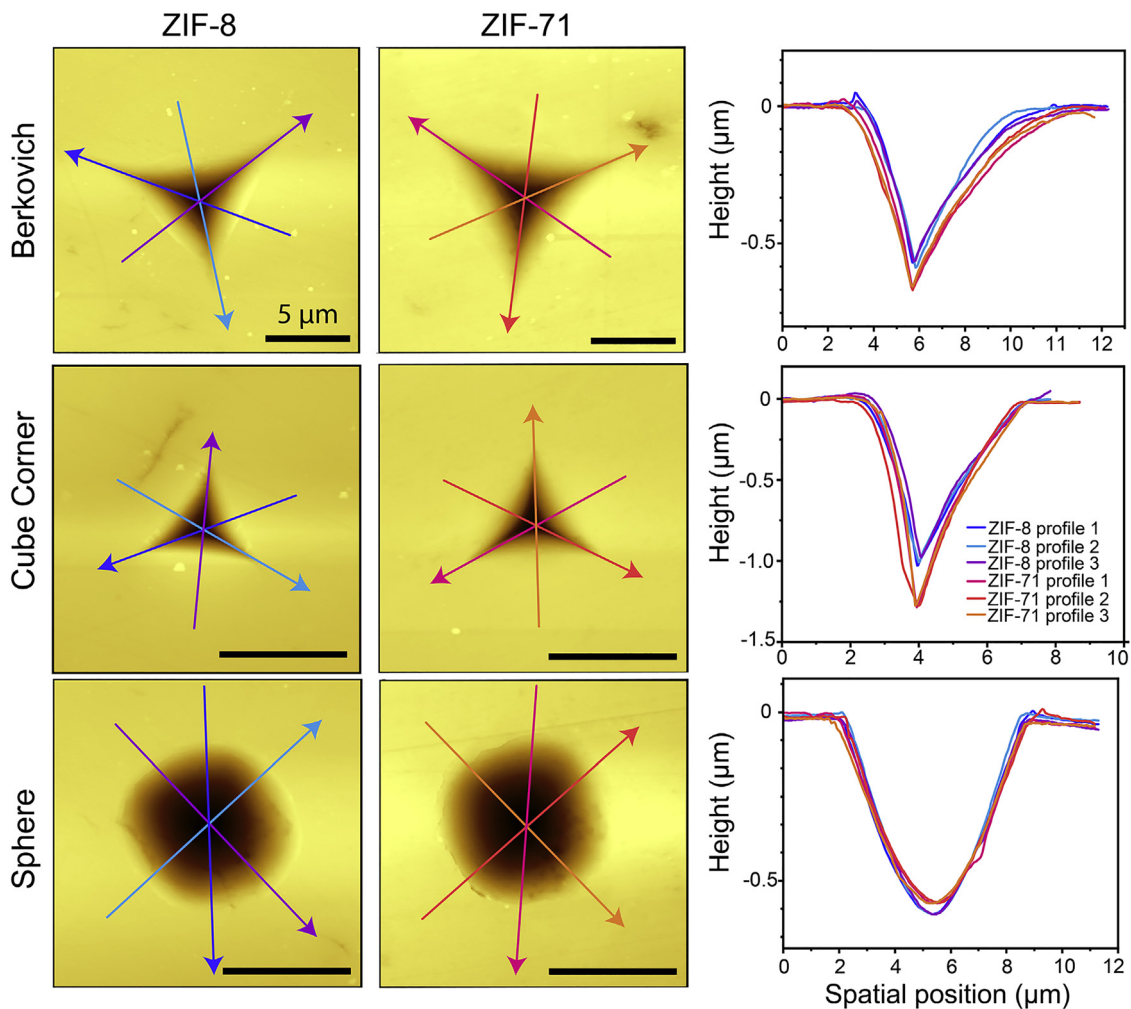 ZIF-8
ZIF-71
Berkovich
5 μm
Height (μm)
0
-0.5
0 2 4 6 8 10 11 12
Cube Corner
Height (μm)
0
-0.5
-1.0
-1.5
ZIF-8 profile 1
ZIF-8 profile 2
ZIF-8 profile 3
ZIF-71 profile 1
ZIF-71 profile 2
ZIF-71 profile 3
0 2 4 6 8 10
Sphere
Height (μm)
0
-0.5
0 2 4 6 8 10 11 12
Spatial position (μm)